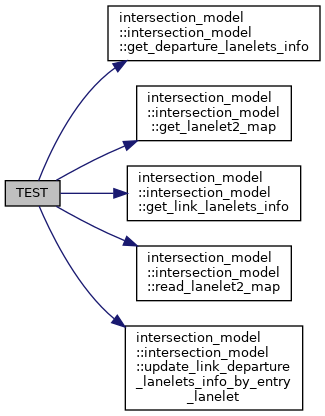 intersection_model
::intersection_model
::get_departure_lanelets_info
intersection_model
::intersection_model
::get_lanelet2_map
TEST
intersection_model
::intersection_model
::get_link_lanelets_info
intersection_model
::intersection_model
::read_lanelet2_map
intersection_model
::intersection_model
::update_link_departure
_lanelets_info_by_entry
_lanelet